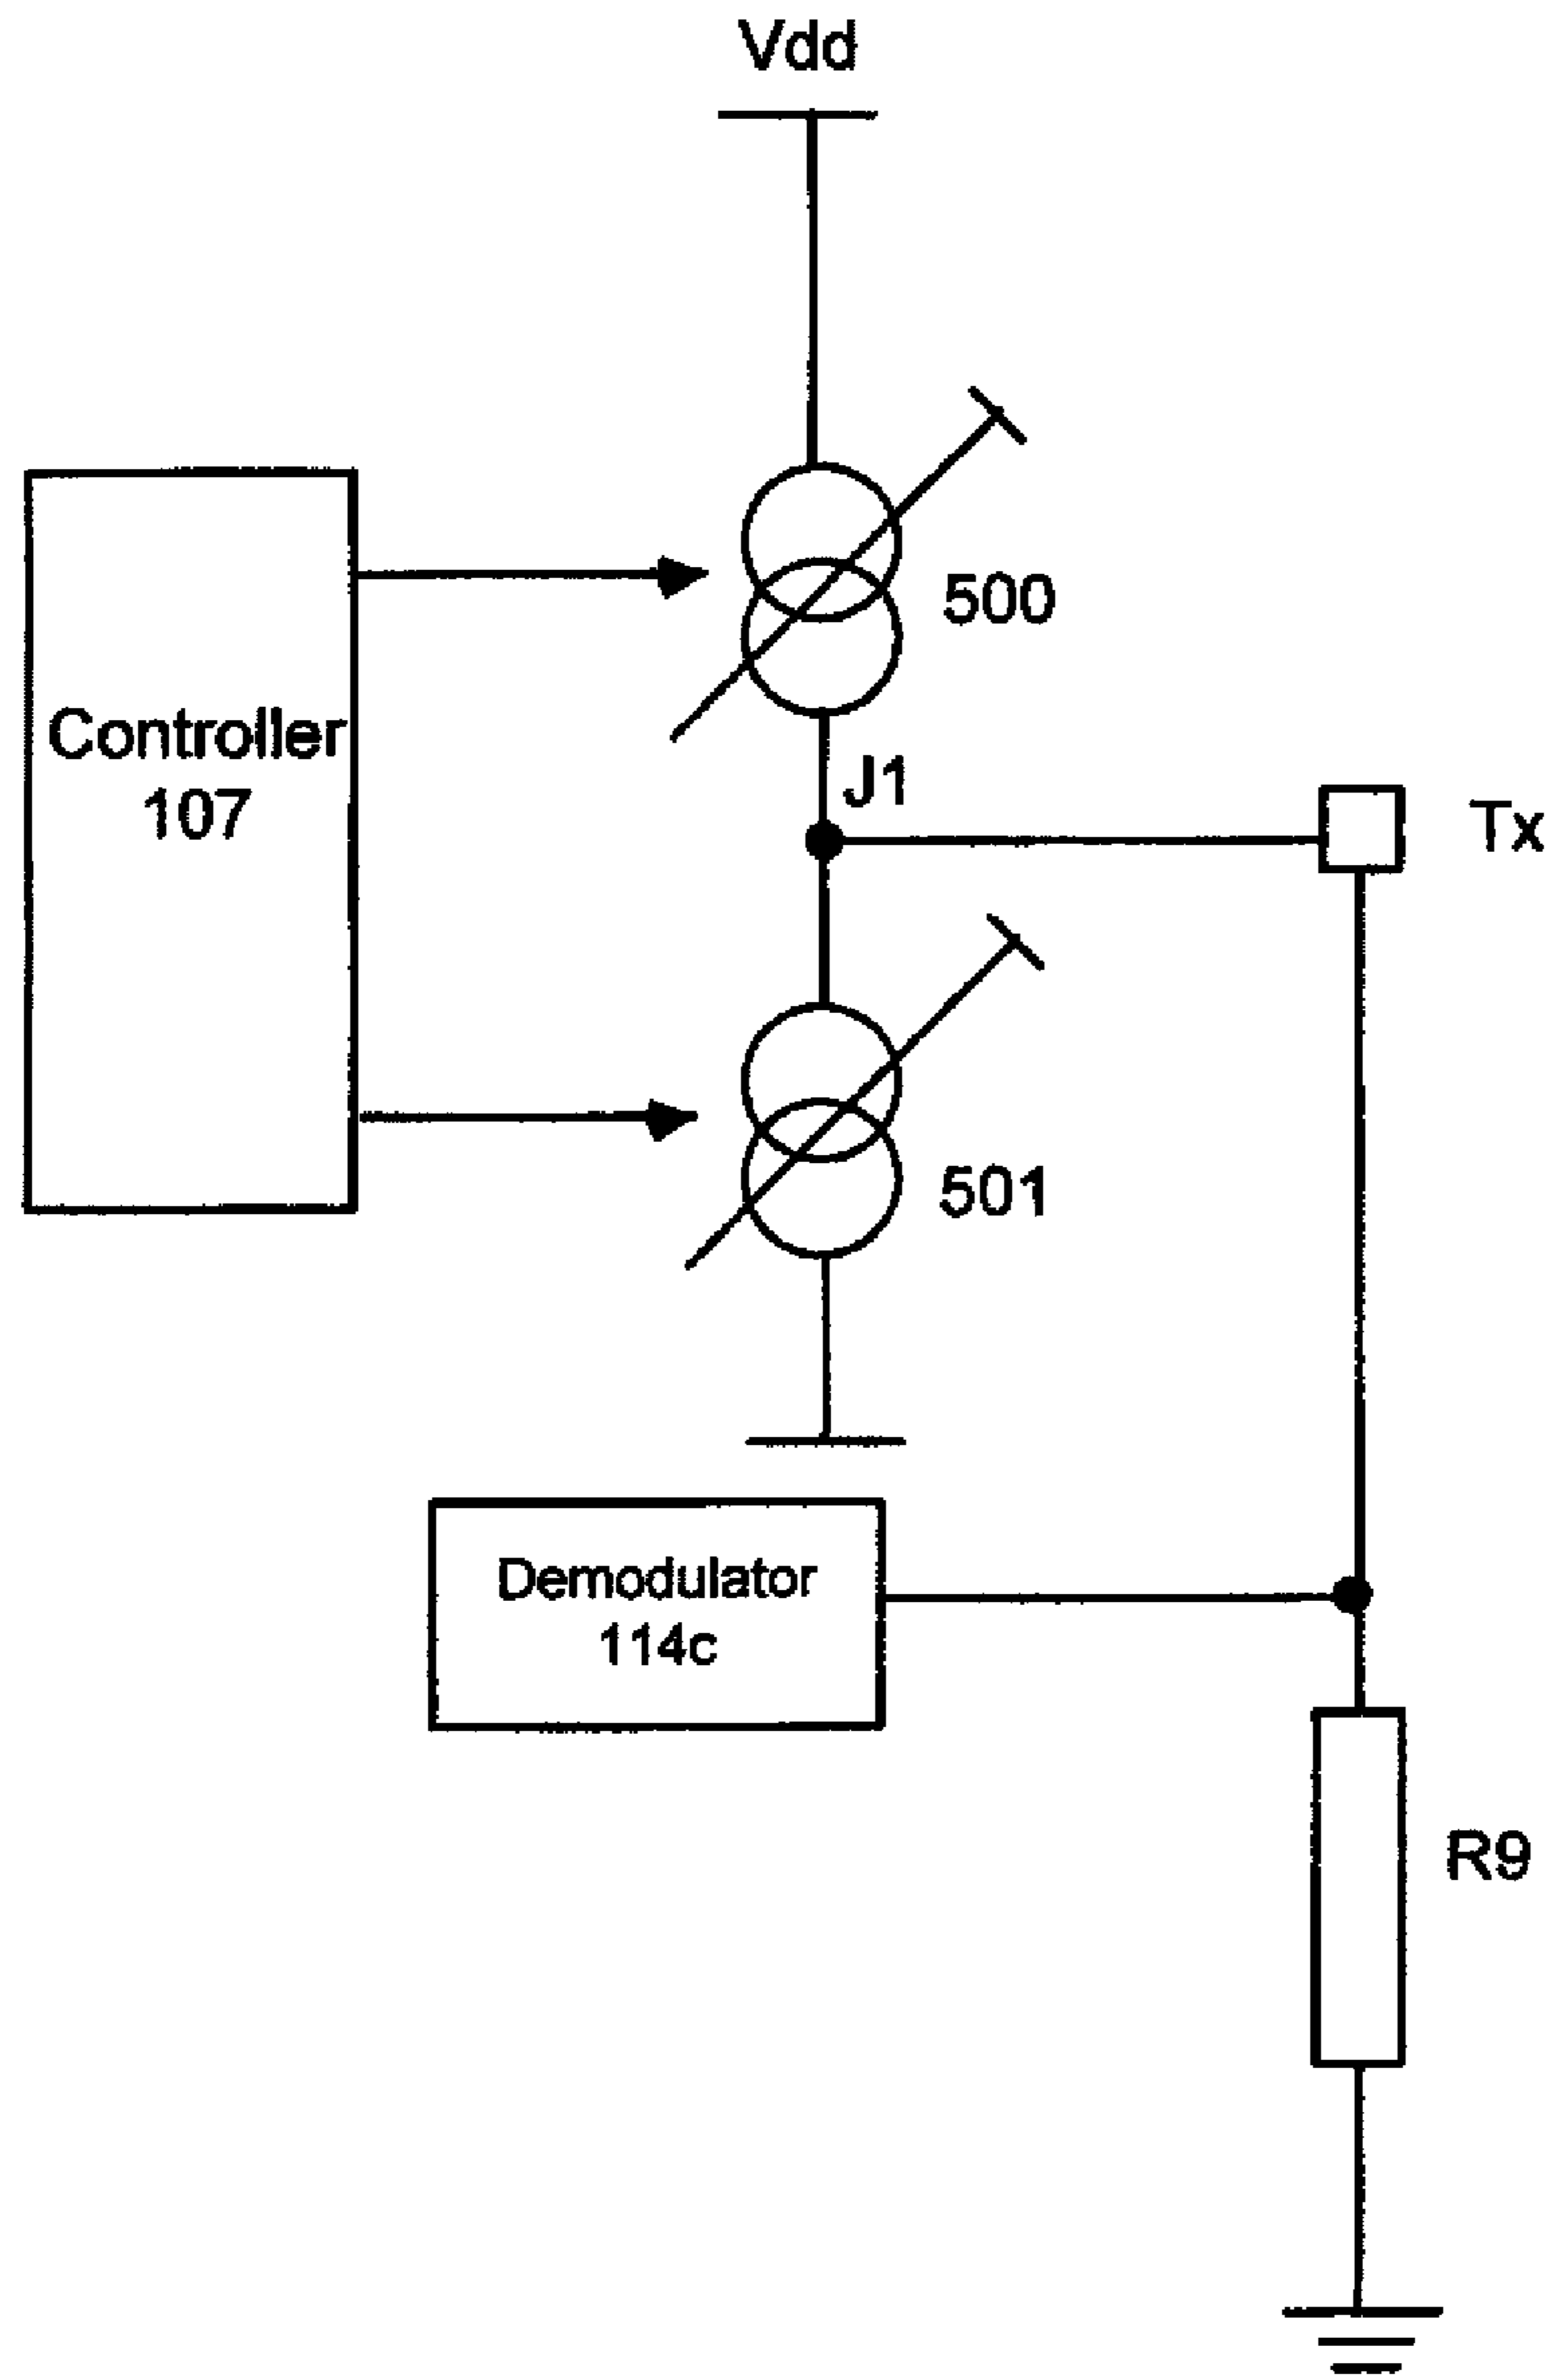 Vdd
500
Controller
107
J1
Tx
501
Demodulator
114c
R9